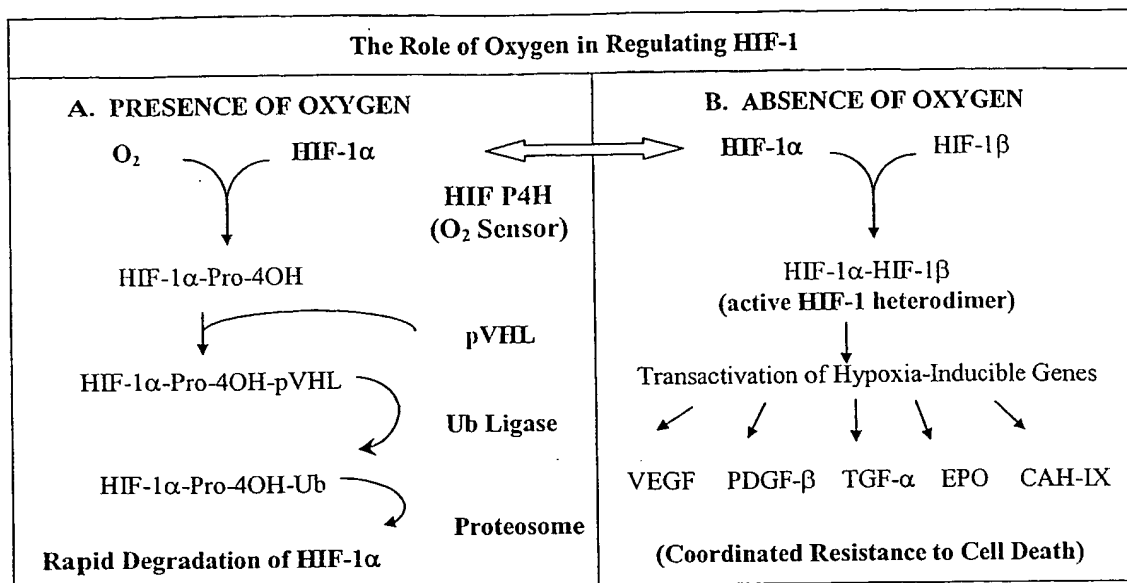 The Role of Oxygen in Regulating HIF-1
A. PRESENCE OF OXYGEN
O₂ HIF-1α
HIF P4H
(O₂ Sensor)
HIF-1α-Pro-4OH
pVHL
HIF-1α-Pro-4OH-pVHL
Ub Ligase
HIF-1α-Pro-4OH-Ub
Proteosome
Rapid Degradation of HIF-1α
B. ABSENCE OF OXYGEN
HIF-1α HIF-1β
HIF-1α-HIF-1β
(active HIF-1 heterodimer)
Transactivation of Hypoxia-Inducible Genes
VEGF PDGF-β TGF-α EPO CAH-IX
(Coordinated Resistance to Cell Death)